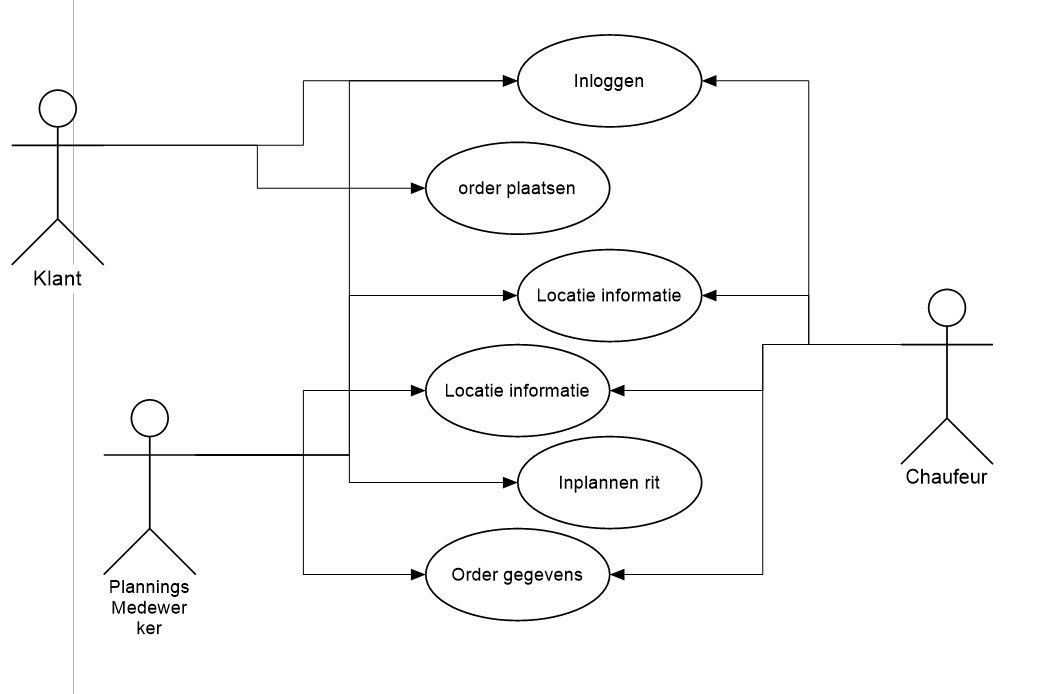 Inloggen
order plaatsen
Klant
Locatie informatie
Locatie informatie
Chaufeur
Inplannen rit
Order gegevens
Plannings
Medewer
ker